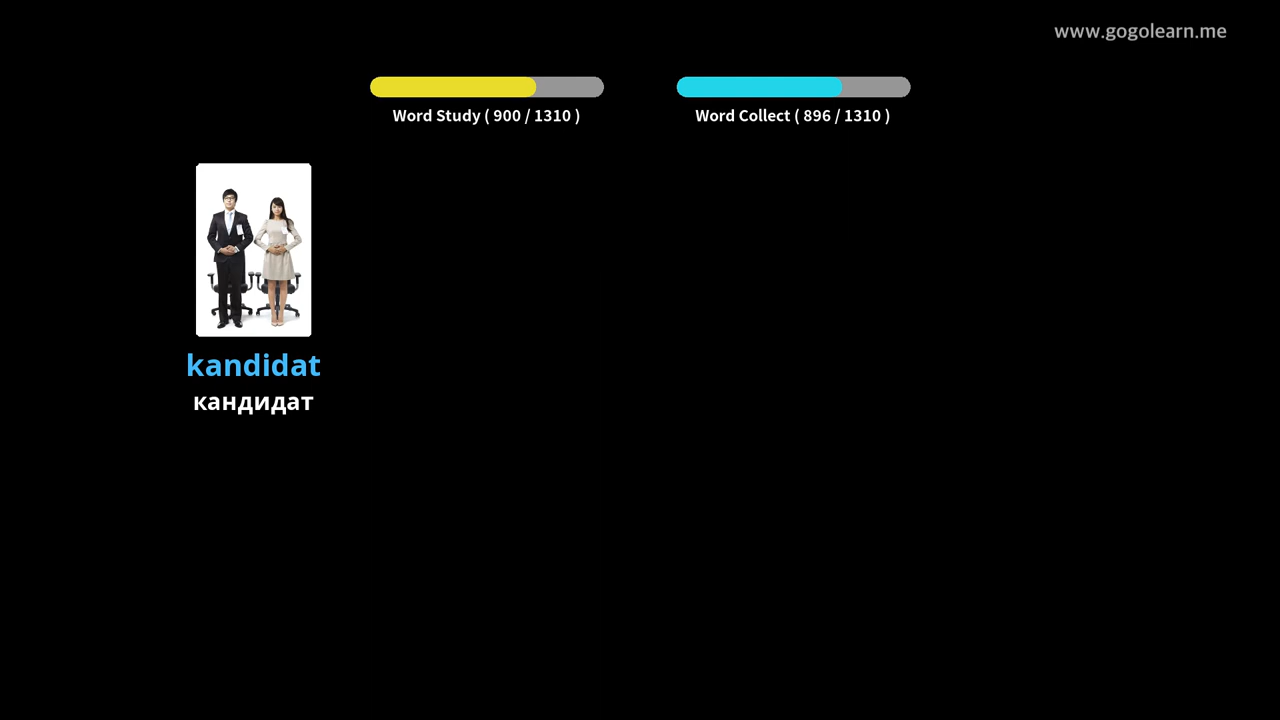 www.gogolearn.me
Word Study ( 900 / 1310 )
Word Collect ( 896 / 1310 )
kandidat
кандидат